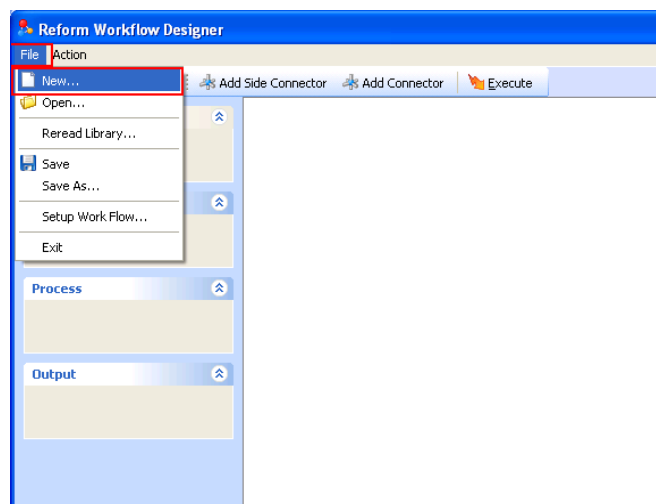 Reform Workflow Designer
File Action
New...
Add Side Connector Add Connector Execute
Open...
Reread Library...
Save
Save As...
Setup Work Flow...
Exit
Process
Output